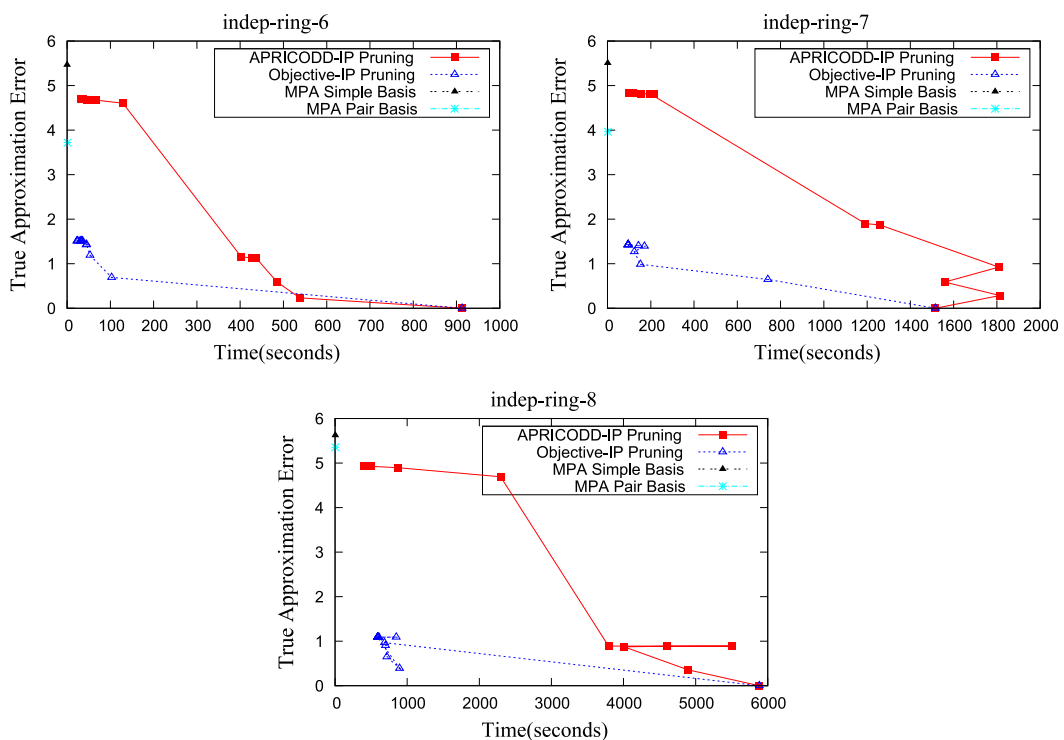 indep-ring-6
6
5
4
3
2
1
0
True Approximation Error
APRICODD-IP Pruning
Objective-IP Pruning
MPA Simple Basis
MPA Pair Basis
0 100 200 300 400 500 600 700 800 900 1000
Time(seconds)
indep-ring-7
6
5
4
3
2
1
0
True Approximation Error
APRICODD-IP Pruning
Objective-IP Pruning
MPA Simple Basis
MPA Pair Basis
0 200 400 600 800 1000 1200 1400 1600 1800 2000
Time(seconds)
indep-ring-8
6
5
4
3
2
1
0
True Approximation Error
APRICODD-IP Pruning
Objective-IP Pruning
MPA Simple Basis
MPA Pair Basis
0 1000 2000 3000 4000 5000 6000
Time(seconds)